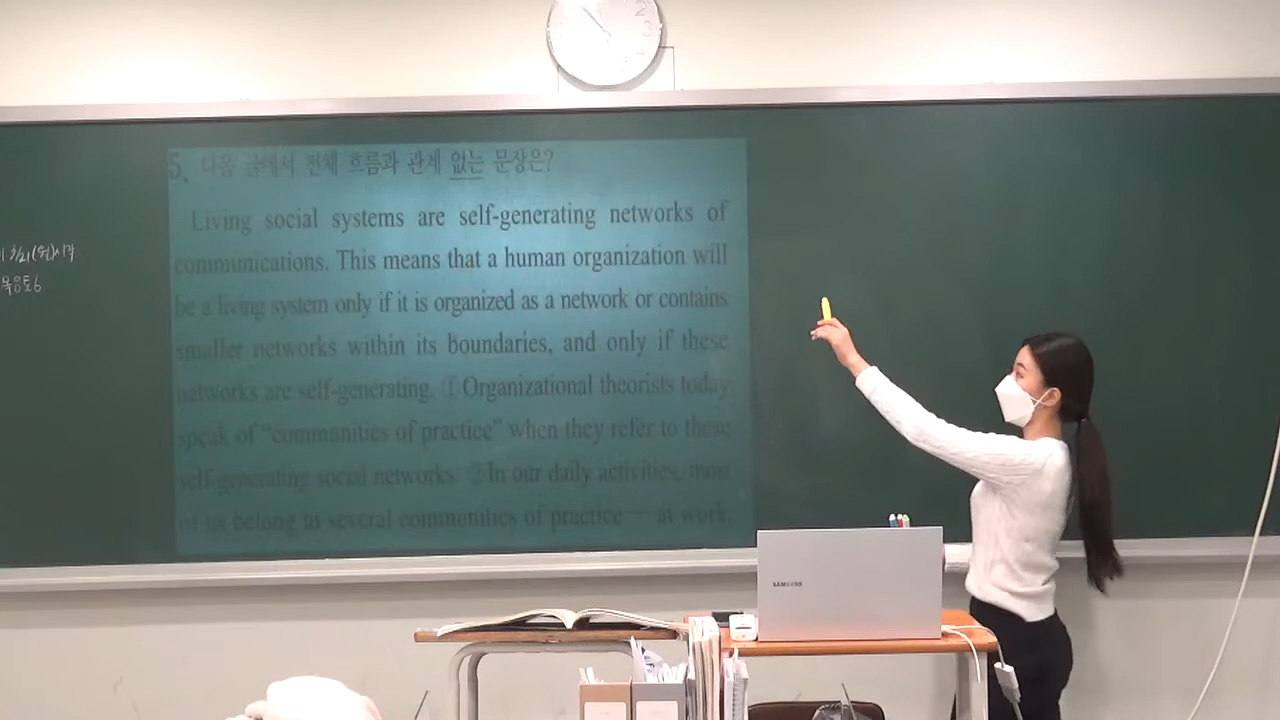 5. 다음 글에서 전체 흐름과 관계 없는 문장은?
Living social systems are self-generating networks of
communications. This means that a human organization will
be a living system only if it is organized as a network or contains
smaller networks within its boundaries, and only if these
networks are self-generating. ①Organizational theorists today
speak of “communities of practice” when they refer to these
self-generating social networks. ②In our daily activities, most
of us belong to several communities of practice — at work,
SAMSUNG